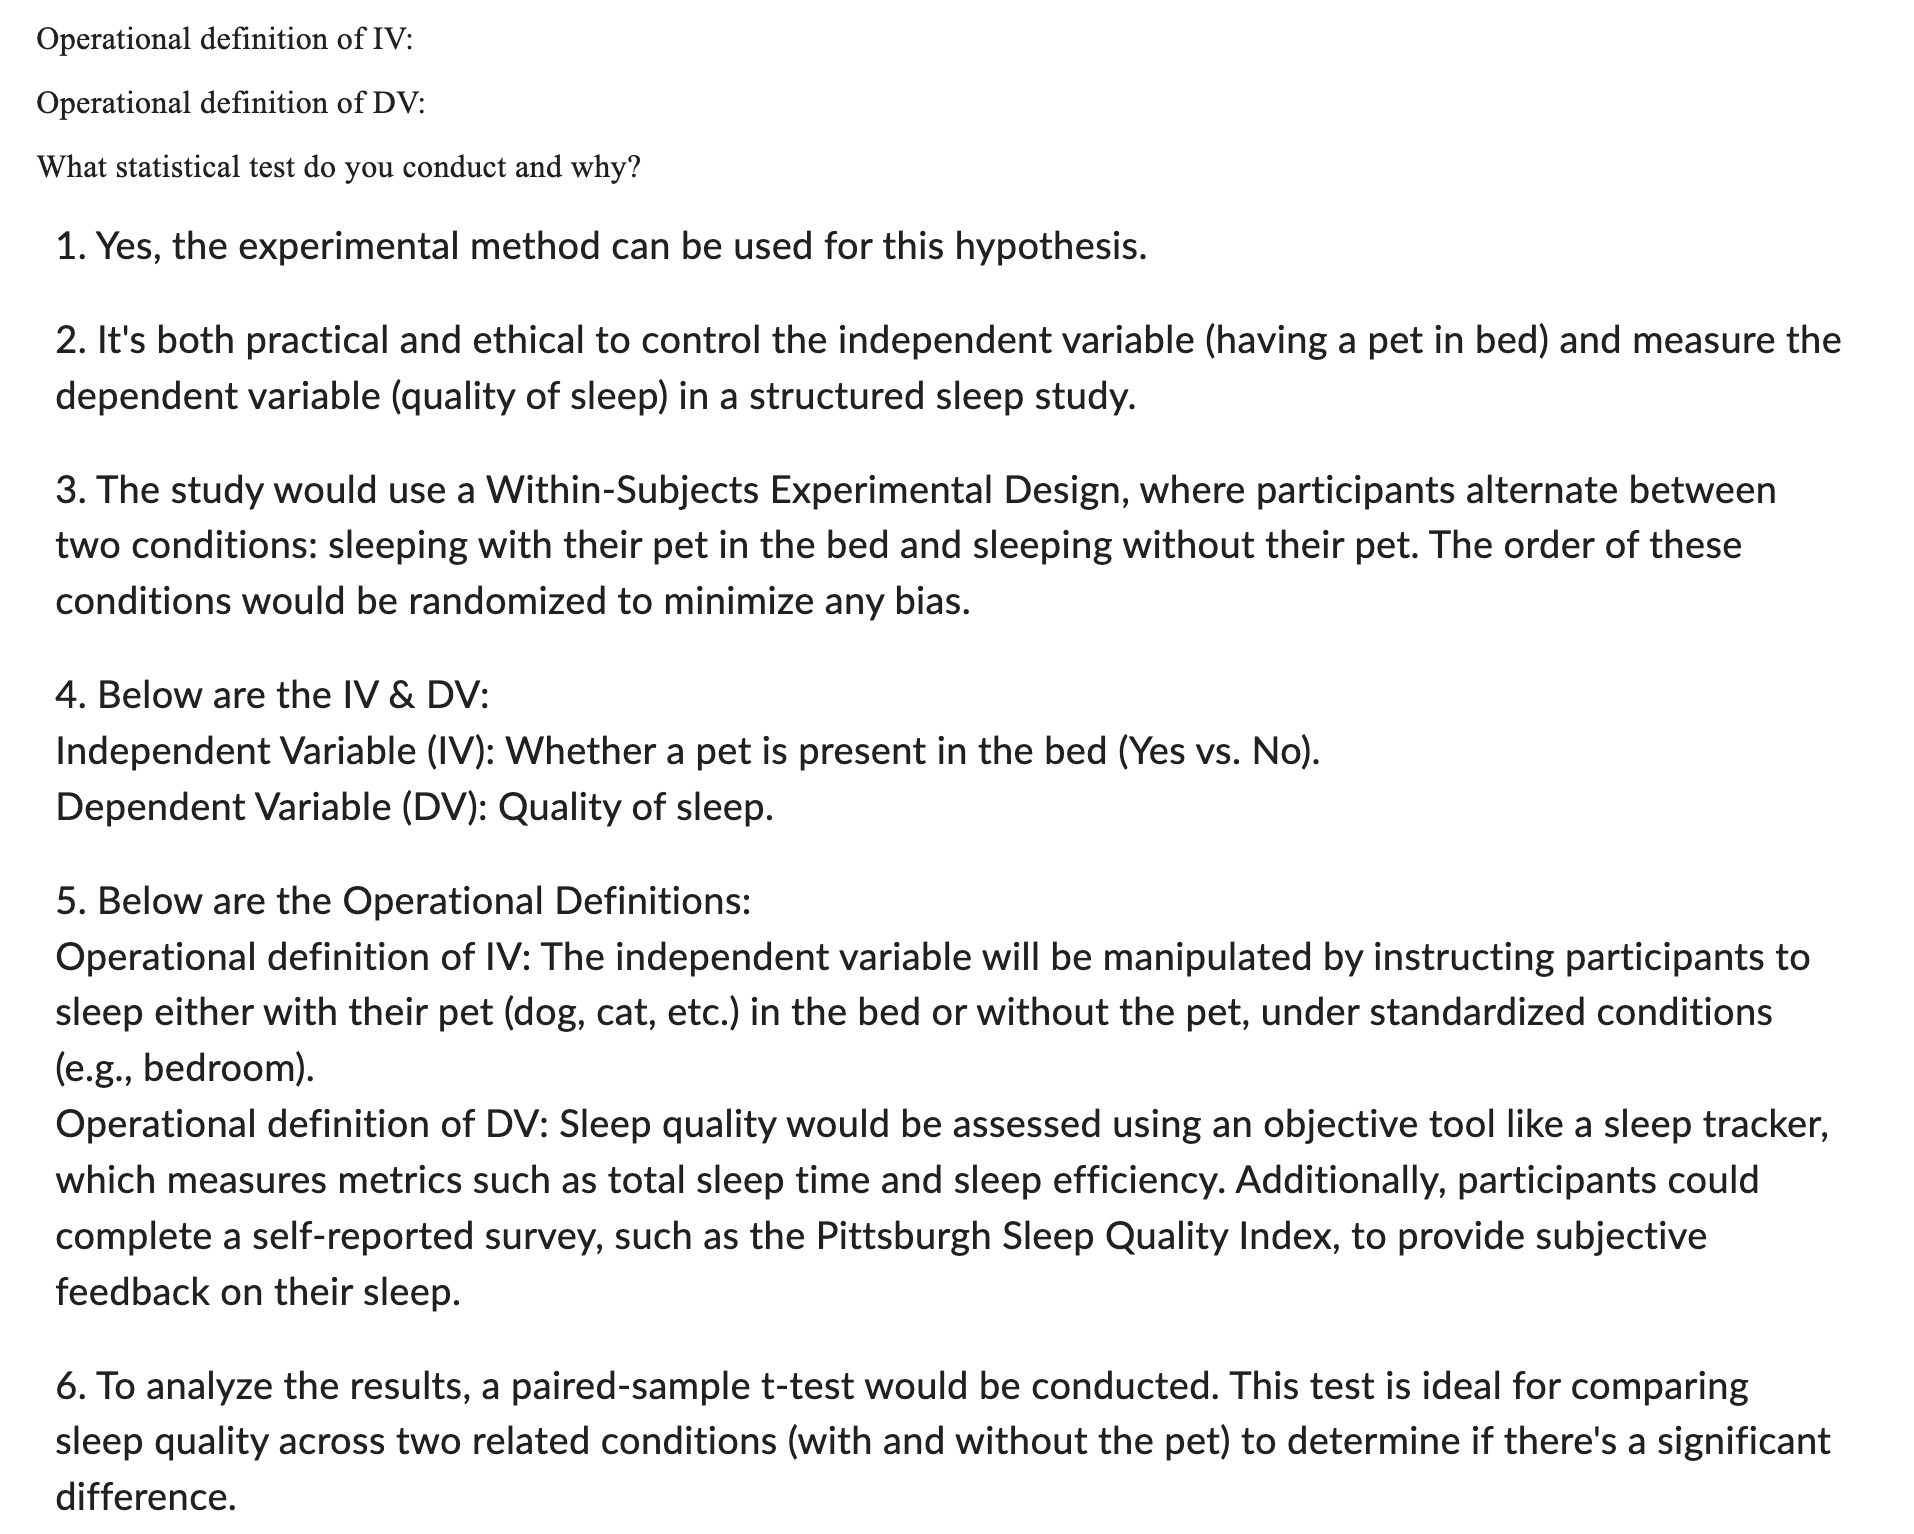 Operational definition of IV:
Operational definition of DV:
What statistical test do you conduct and why?
1. Yes, the experimental method can be used for this hypothesis.
2. It's both practical and ethical to control the independent variable (having a pet in bed) and measure the
dependent variable (quality of sleep) in a structured sleep study.
3. The study would use a Within-Subjects Experimental Design, where participants alternate between
two conditions: sleeping with their pet in the bed and sleeping without their pet. The order of these
conditions would be randomized to minimize any bias.
4. Below are the IV & DV:
Independent Variable (IV): Whether a pet is present in the bed (Yes vs. No).
Dependent Variable (DV): Quality of sleep.
5. Below are the Operational Definitions:
Operational definition of IV: The independent variable will be manipulated by instructing participants to
sleep either with their pet (dog, cat, etc.) in the bed or without the pet, under standardized conditions
(e.g., bedroom).
Operational definition of DV: Sleep quality would be assessed using an objective tool like a sleep tracker,
which measures metrics such as total sleep time and sleep efficiency. Additionally, participants could
complete a self-reported survey, such as the Pittsburgh Sleep Quality Index, to provide subjective
feedback on their sleep.
6. To analyze the results, a paired-sample t-test would be conducted. This test is ideal for comparing
sleep quality across two related conditions (with and without the pet) to determine if there's a significant
difference.